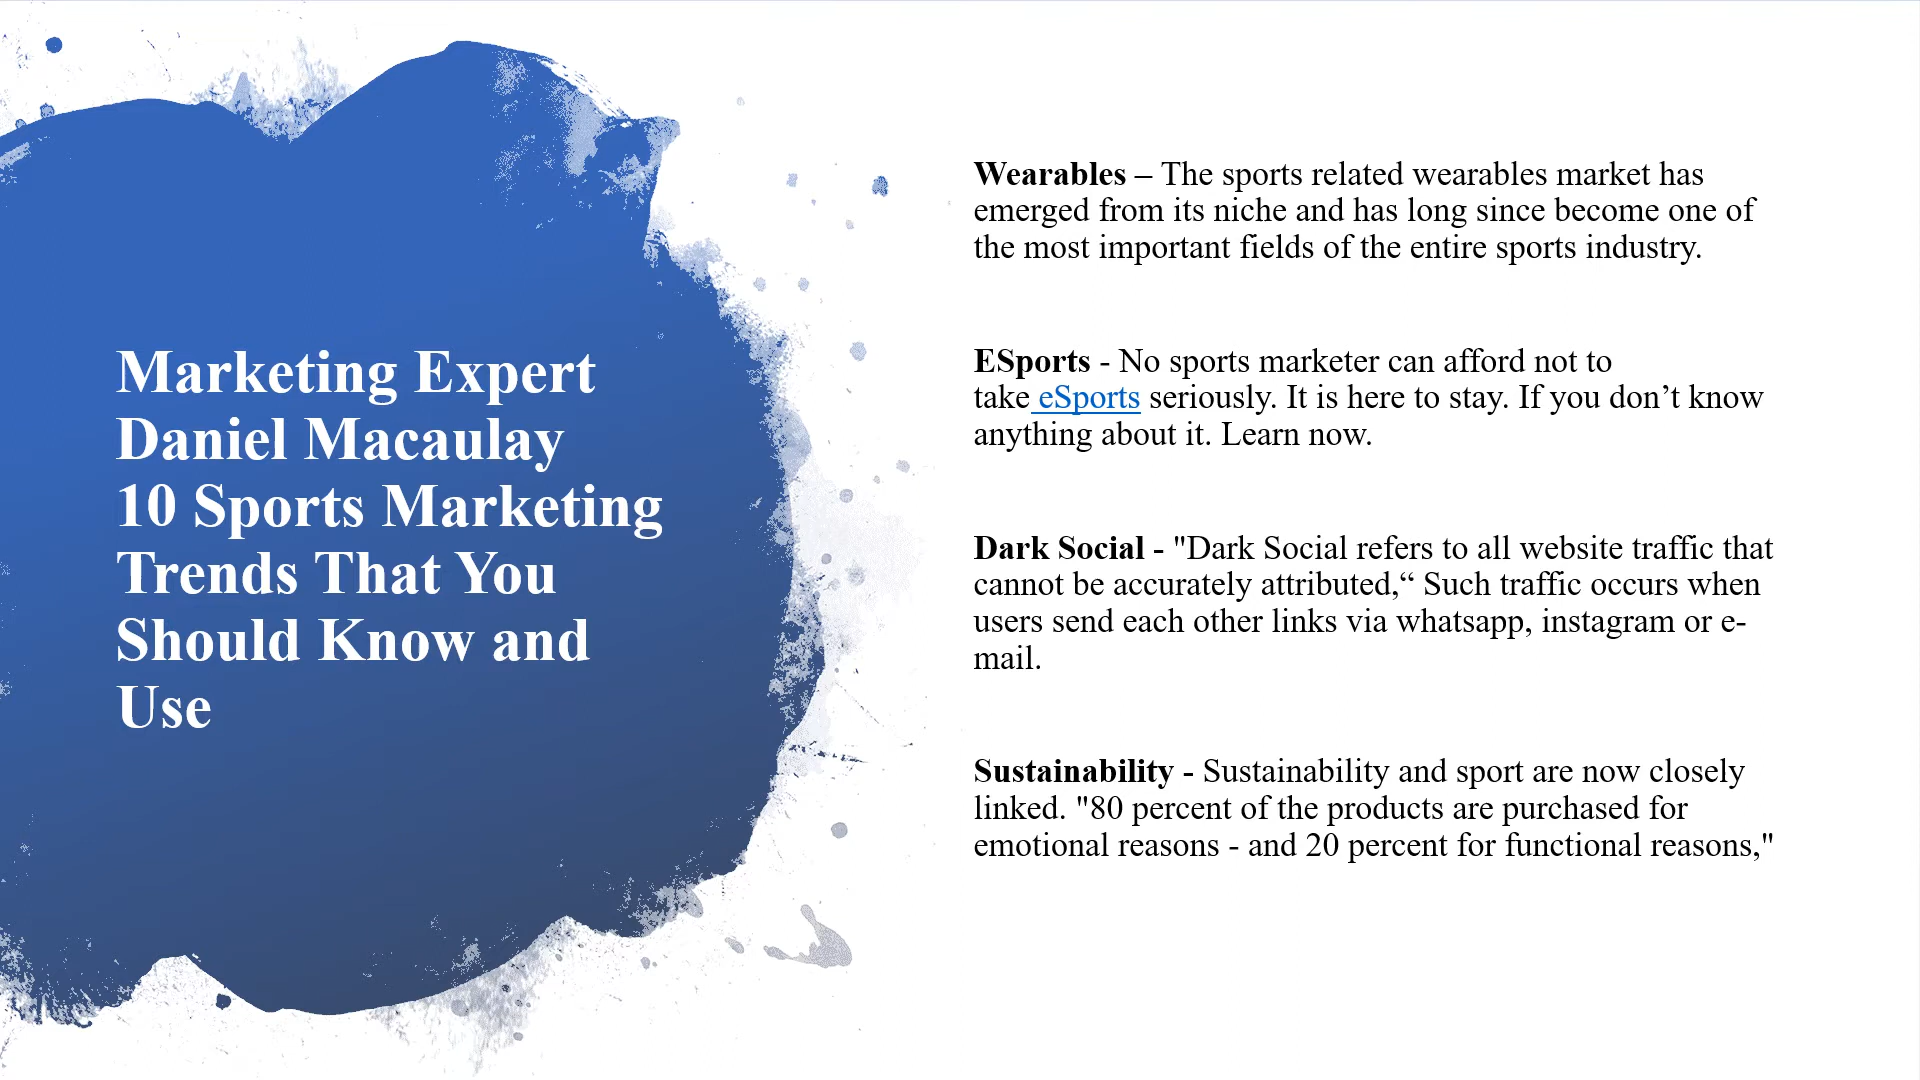 Marketing Expert
Daniel Macaulay
10 Sports Marketing
Trends That You
Should Know and
Use
Wearables – The sports related wearables market has
emerged from its niche and has long since become one of
the most important fields of the entire sports industry.
ESports - No sports marketer can afford not to
take eSports seriously. It is here to stay. If you don’t know
anything about it. Learn now.
Dark Social - "Dark Social refers to all website traffic that
cannot be accurately attributed,“ Such traffic occurs when
users send each other links via whatsapp, instagram or e-
mail.
Sustainability - Sustainability and sport are now closely
linked. "80 percent of the products are purchased for
emotional reasons - and 20 percent for functional reasons,"